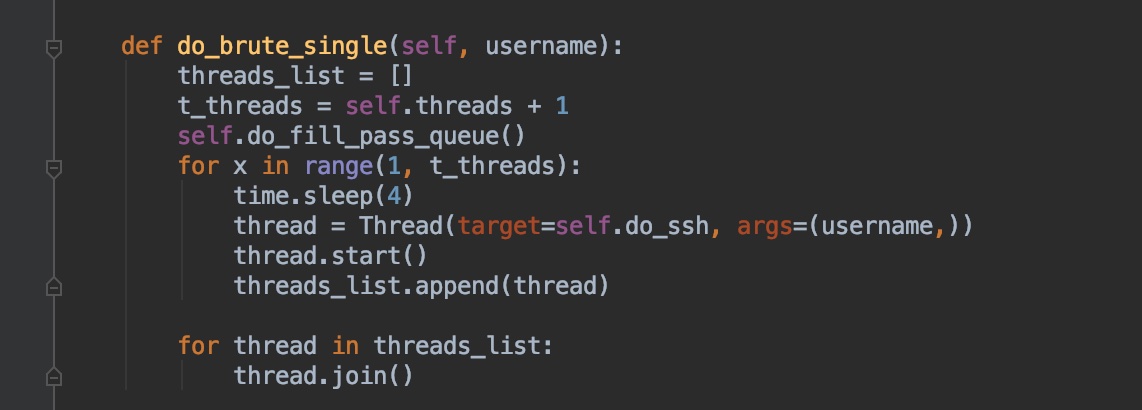 def do_brute_single(self, username):
threads_list = []
t_threads = self.threads + 1
self.do_fill_pass_queue()
for x in range(1, t_threads):
time.sleep(4)
thread = Thread(target=self.do_ssh, args=(username,))
thread.start()
threads_list.append(thread)
for thread in threads_list:
thread.join()